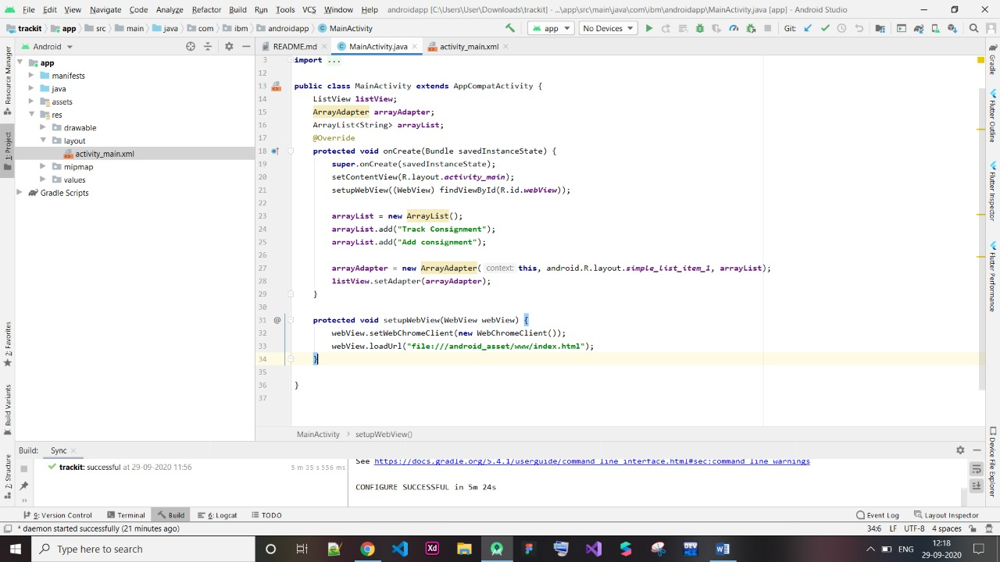 File Edit View Navigate Code Analyze Refactor Build Run Tools VCS Window Help androidapp [C:\Users\User\Downloads\trackit] - ...\app\src\main\java\com\ibm\androidapp\MainActivity.java [app] - Android Studio
trackit app src main java com ibm androidapp MainActivity app No Devices Git:
Android README.md MainActivity.java activity_main.xml
app
manifests
java
assets
res
drawable
layout
activity_main.xml
mipmap
values
Gradle Scripts
Resource Manager
1: Project
2: Favorites
Build Variants
Z: Structure
3 import ...
12
13 public class MainActivity extends AppCompatActivity {
14 ListView listView;
15 ArrayAdapter arrayAdapter;
16 ArrayList<String> arrayList;
17 @Override
18 protected void onCreate(Bundle savedInstanceState) {
19 super.onCreate(savedInstanceState);
20 setContentView(R.layout.activity_main);
21 setupWebView((WebView) findViewById(R.id.webView));
22
23 arrayList = new ArrayList();
24 arrayList.add("Track Consignment");
25 arrayList.add("Add consignment");
26
27 arrayAdapter = new ArrayAdapter( context: this, android.R.layout.simple_list_item_1, arrayList);
28 listView.setAdapter(arrayAdapter);
29 }
30
31 @ protected void setupWebView(WebView webView) {
32 webView.setWebChromeClient(new WebChromeClient());
33 webView.loadUrl("file:///android_asset/www/index.html");
34 }
35
36 }
37
MainActivity › setupWebView()
Gradle
Flutter Outline
Flutter Inspector
Flutter Performance
Device File Explorer
Build: Sync
trackit: successful at 29-09-2020 11:56 5 m 35 s 556 ms
See https://docs.gradle.org/5.4.1/userguide/command_line_interface.html#sec:command_line_warnings
CONFIGURE SUCCESSFUL in 5m 24s
9: Version Control Terminal Build 6: Logcat TODO Event Log Layout Inspector
* daemon started successfully (21 minutes ago) 34:6 LF UTF-8 4 spaces
Type here to search Xd DEV ENG 12:18
29-09-2020